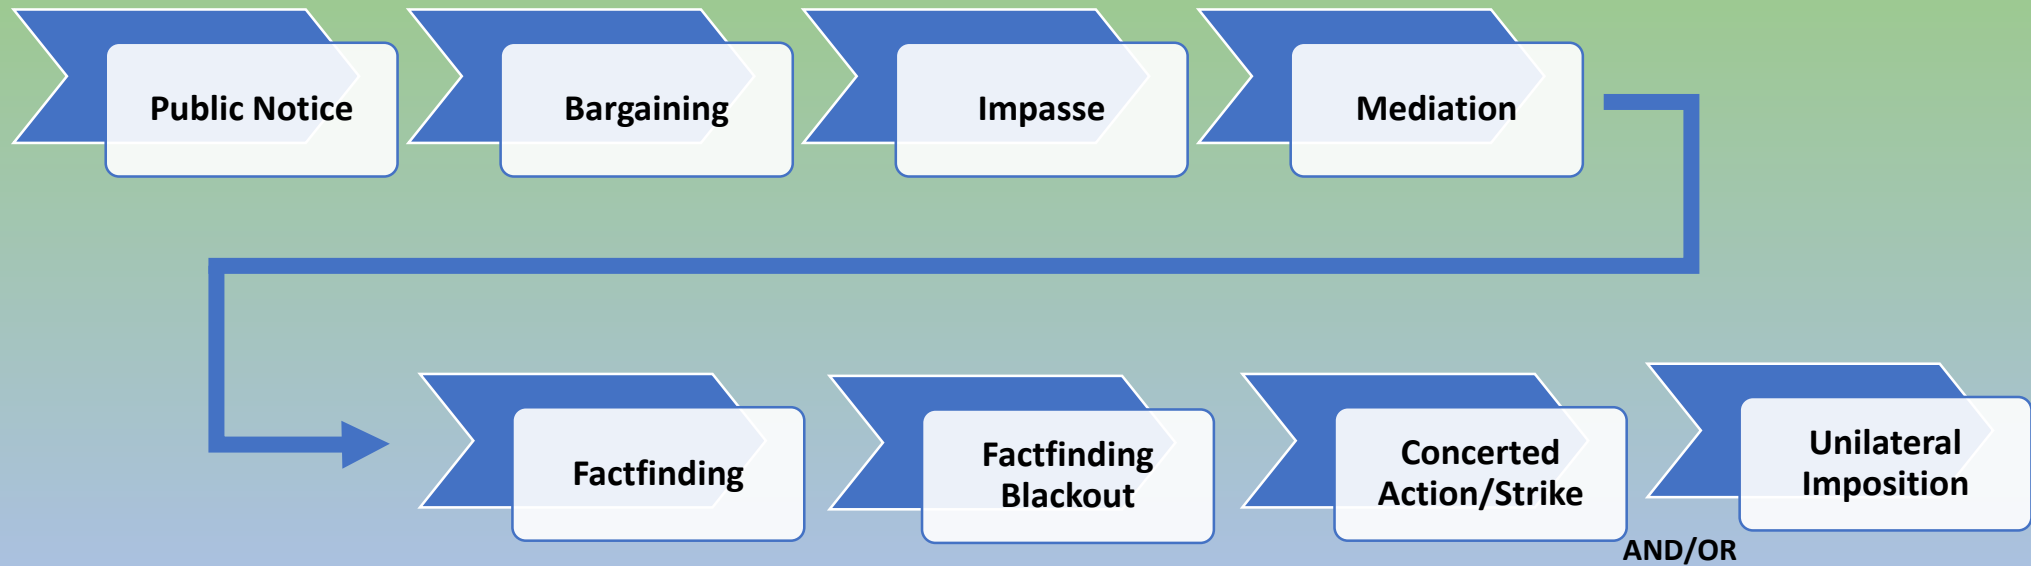 Public Notice
Bargaining
Impasse
Mediation
Factfinding
Factfinding
Blackout
Concerted
Action/Strike
AND/OR
Unilateral
Imposition